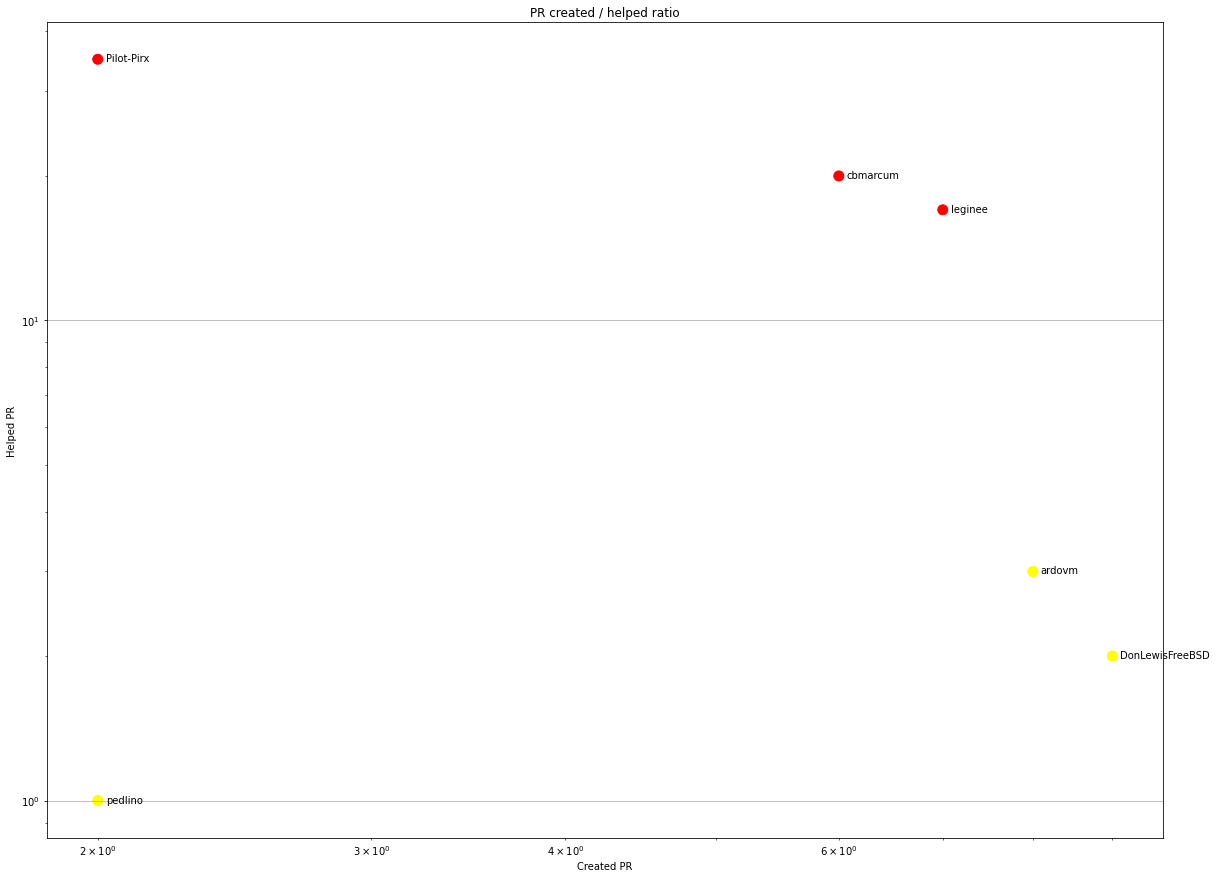 PR created / helped ratio
Pilot-Pirx
cbmarcum
leginee
10¹
Helped PR
ardovm
DonLewisFreeBSD
10⁰
pedlino
2 × 10⁰
3 × 10⁰
4 × 10⁰
6 × 10⁰
Created PR